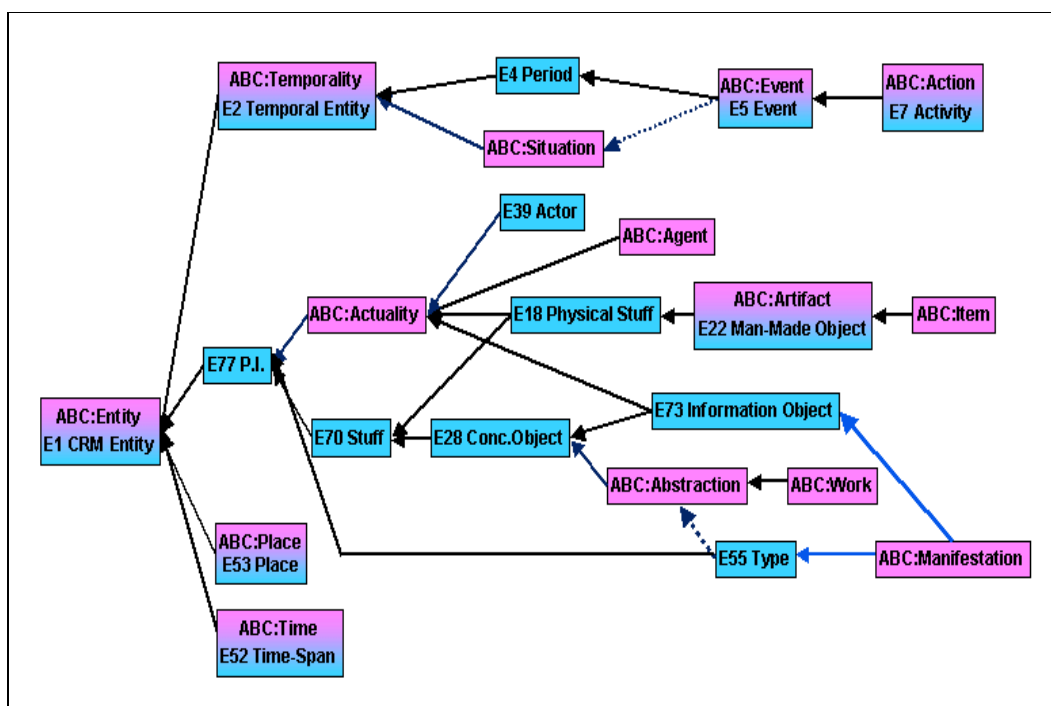 ABC:Temporality
E2 Temporal Entity
E4 Period
ABC:Event
E5 Event
ABC:Action
E7 Activity
ABC:Situation
E39 Actor
ABC:Agent
ABC:Actuality
E18 Physical Stuff
ABC:Artifact
E22 Man-Made Object
ABC:Item
E77 P.I.
ABC:Entity
E1 CRM Entity
E70 Stuff
E28 Conc.Object
E73 Information Object
ABC:Abstraction
ABC:Work
ABC:Place
E53 Place
E55 Type
ABC:Manifestation
ABC:Time
E52 Time-Span